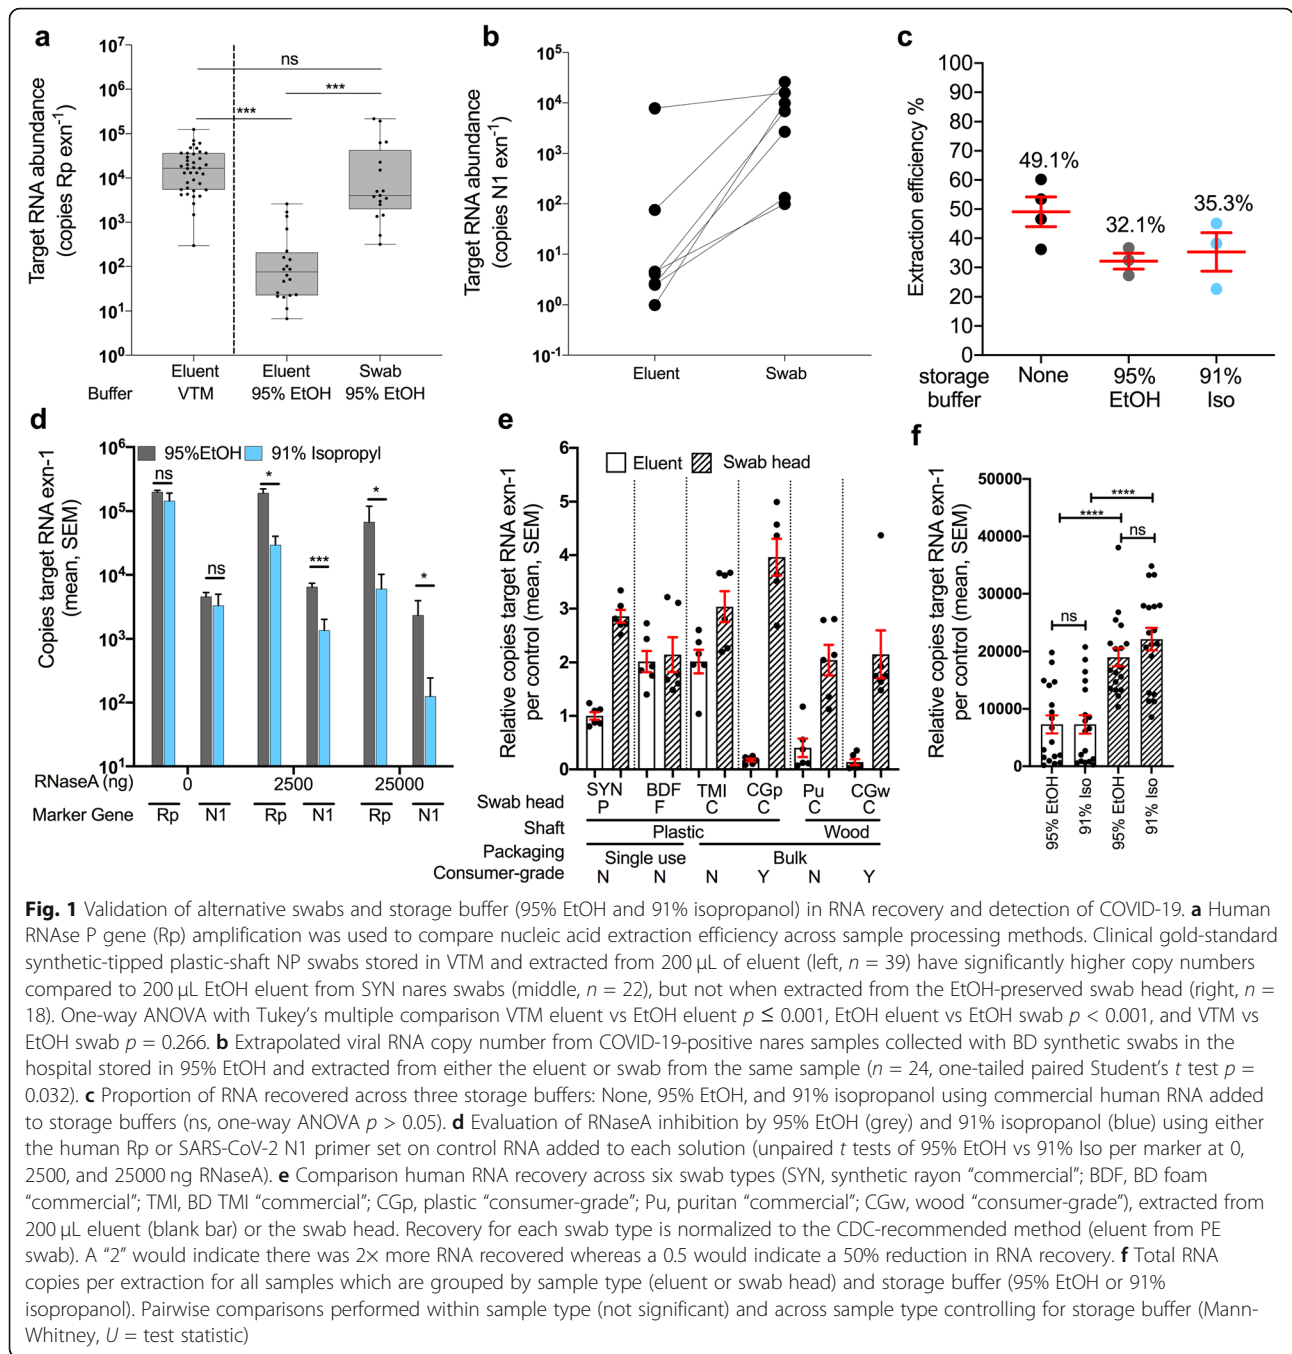 a
10^7
10^6
10^5
10^4
10^3
10^2
10^1
10^0
Target RNA abundance
(copies Rp exn^-1)
ns
***
***
Eluent Eluent Swab
Buffer VTM 95% EtOH 95% EtOH
b
10^5
10^4
10^3
10^2
10^1
10^0
10^-1
Target RNA abundance
(copies N1 exn^-1)
Eluent Swab
c
100
90
80
70
60
50
40
30
20
10
0
Extraction efficiency %
49.1%
32.1%
35.3%
storage None 95% 91%
buffer EtOH Iso
d
10^6
10^5
10^4
10^3
10^2
10^1
Copies target RNA exn-1
(mean, SEM)
95%EtOH 91% Isopropyl
ns
ns
*
***
*
*
RNaseA (ng) 0 2500 25000
Marker Gene Rp N1 Rp N1 Rp N1
e
6
5
4
3
2
1
0
Relative copies target RNA exn-1
per control (mean, SEM)
Eluent Swab head
SYN BDF TMI CGp Pu CGw
Swab head P F C C C C
Shaft Plastic Wood
Packaging Single use Bulk
Consumer-grade N N N Y N Y
f
50000
40000
30000
20000
10000
0
Relative copies target RNA exn-1
per control (mean, SEM)
****
****
ns
ns
95% EtOH
91% Iso
95% EtOH
91% Iso
Fig. 1 Validation of alternative swabs and storage buffer (95% EtOH and 91% isopropanol) in RNA recovery and detection of COVID-19. a Human
RNAse P gene (Rp) amplification was used to compare nucleic acid extraction efficiency across sample processing methods. Clinical gold-standard
synthetic-tipped plastic-shaft NP swabs stored in VTM and extracted from 200 μL of eluent (left, n = 39) have significantly higher copy numbers
compared to 200 μL EtOH eluent from SYN nares swabs (middle, n = 22), but not when extracted from the EtOH-preserved swab head (right, n =
18). One-way ANOVA with Tukey's multiple comparison VTM eluent vs EtOH eluent p ≤ 0.001, EtOH eluent vs EtOH swab p < 0.001, and VTM vs
EtOH swab p = 0.266. b Extrapolated viral RNA copy number from COVID-19-positive nares samples collected with BD synthetic swabs in the
hospital stored in 95% EtOH and extracted from either the eluent or swab from the same sample (n = 24, one-tailed paired Student's t test p =
0.032). c Proportion of RNA recovered across three storage buffers: None, 95% EtOH, and 91% isopropanol using commercial human RNA added
to storage buffers (ns, one-way ANOVA p > 0.05). d Evaluation of RNaseA inhibition by 95% EtOH (grey) and 91% isopropanol (blue) using either
the human Rp or SARS-CoV-2 N1 primer set on control RNA added to each solution (unpaired t tests of 95% EtOH vs 91% Iso per marker at 0,
2500, and 25000 ng RNaseA). e Comparison human RNA recovery across six swab types (SYN, synthetic rayon "commercial"; BDF, BD foam
"commercial"; TMI, BD TMI "commercial"; CGp, plastic "consumer-grade"; Pu, puritan "commercial"; CGw, wood "consumer-grade"), extracted from
200 μL eluent (blank bar) or the swab head. Recovery for each swab type is normalized to the CDC-recommended method (eluent from PE
swab). A "2" would indicate there was 2× more RNA recovered whereas a 0.5 would indicate a 50% reduction in RNA recovery. f Total RNA
copies per extraction for all samples which are grouped by sample type (eluent or swab head) and storage buffer (95% EtOH or 91%
isopropanol). Pairwise comparisons performed within sample type (not significant) and across sample type controlling for storage buffer (Mann-
Whitney, U = test statistic)